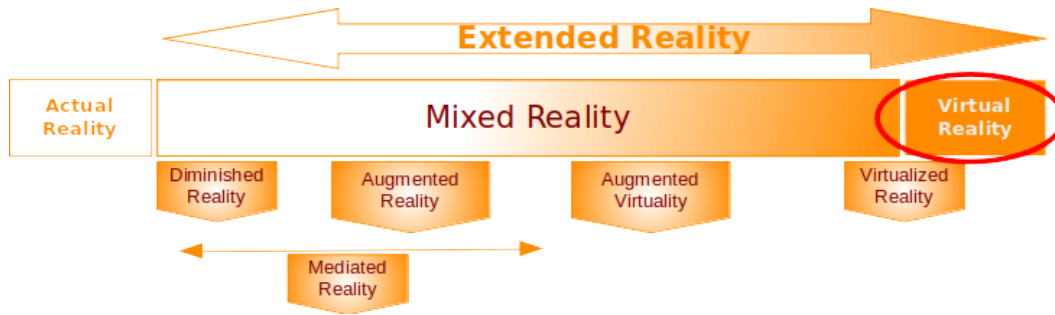 Extended Reality
Actual
Reality
Mixed Reality
Virtual
Reality
Diminished
Reality
Augmented
Reality
Augmented
Virtuality
Virtualized
Reality
Mediated
Reality